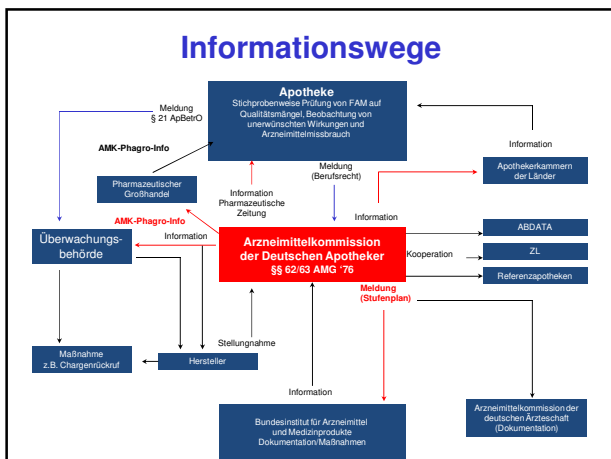 Informationswege
Apotheke
Stichprobenweise Prüfung von FAM auf
Qualitätsmängel, Beobachtung von
unerwünschten Wirkungen und
Arzneimittelmissbrauch
Meldung
§ 21 ApBetrO
AMK-Phagro-Info
Pharmazeutischer
Großhandel
Information
Pharmazeutische
Zeitung
Meldung
(Berufsrecht)
Information
Apothekerkammern
der Länder
AMK-Phagro-Info
Information
Information
Überwachungs-
behörde
Arzneimittelkommission
der Deutschen Apotheker
§§ 62/63 AMG ‘76
Kooperation
ABDATA
ZL
Referenzapotheken
Meldung
(Stufenplan)
Stellungnahme
Maßnahme
z.B. Chargenrückruf
Hersteller
Information
Bundesinstitut für Arzneimittel
und Medizinprodukte
Dokumentation/Maßnahmen
Arzneimittelkommission der
deutschen Ärzteschaft
(Dokumentation)